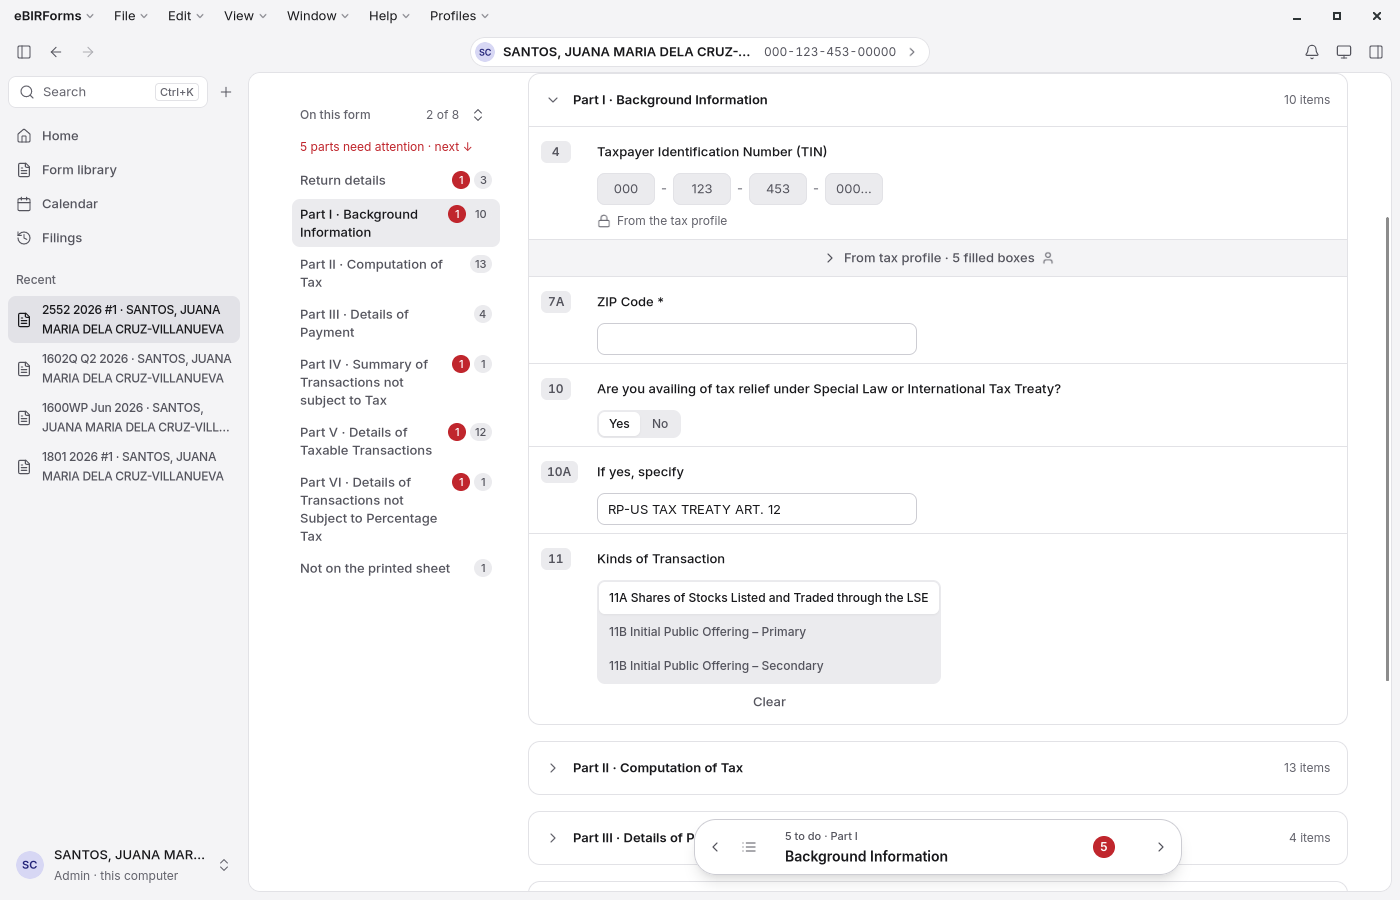 eBIRForms File Edit View Window Help Profiles
SC SANTOS, JUANA MARIA DELA CRUZ-... 000-123-453-00000
Search Ctrl+K
Home
Form library
Calendar
Filings
Recent
2552 2026 #1 · SANTOS, JUANA
MARIA DELA CRUZ-VILLANUEVA
1602Q Q2 2026 · SANTOS, JUANA
MARIA DELA CRUZ-VILLANUEVA
1600WP Jun 2026 · SANTOS,
JUANA MARIA DELA CRUZ-VILL...
1801 2026 #1 · SANTOS, JUANA
MARIA DELA CRUZ-VILLANUEVA
SC SANTOS, JUANA MAR...
Admin · this computer
On this form 2 of 8
5 parts need attention · next ↓
Return details 1 3
Part I · Background 1 10
Information
Part II · Computation of 13
Tax
Part III · Details of 4
Payment
Part IV · Summary of 1 1
Transactions not
subject to Tax
Part V · Details of 1 12
Taxable Transactions
Part VI · Details of 1 1
Transactions not
Subject to Percentage
Tax
Not on the printed sheet 1
Part I · Background Information 10 items
4 Taxpayer Identification Number (TIN)
000 - 123 - 453 - 000...
From the tax profile
From tax profile · 5 filled boxes
7A ZIP Code *
10 Are you availing of tax relief under Special Law or International Tax Treaty?
Yes No
10A If yes, specify
RP-US TAX TREATY ART. 12
11 Kinds of Transaction
11A Shares of Stocks Listed and Traded through the LSE
11B Initial Public Offering – Primary
11B Initial Public Offering – Secondary
Clear
Part II · Computation of Tax 13 items
Part III · Details of P 4 items
5 to do · Part I
Background Information 5